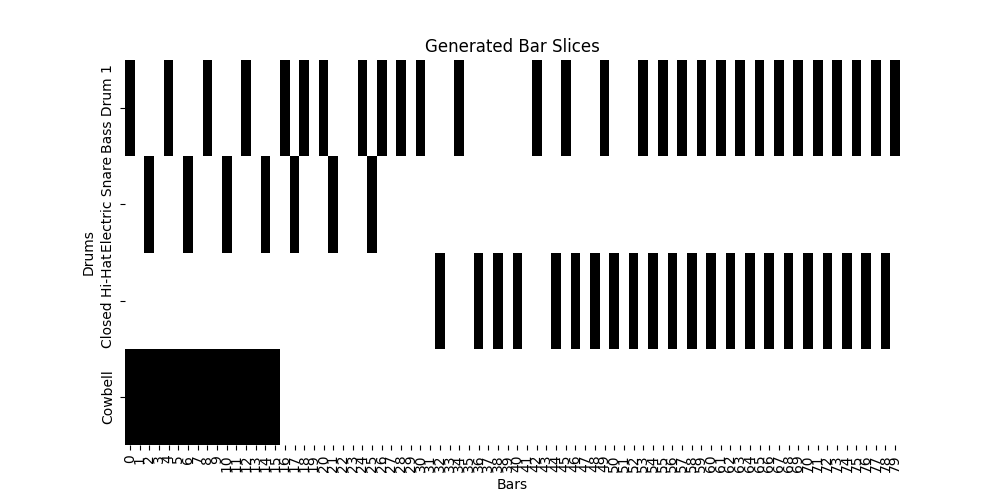 Generated Bar Slices
Bass Drum 1
Electric Snare
Closed Hi-Hat
Cowbell
Drums
0 1 2 3 4 5 6 7 8 9 10 11 12 13 14 15 16 17 18 19 20 21 22 23 24 25 26 27 28 29 30 31 32 33 34 35 36 37 38 39 40 41 42 43 44 45 46 47 48 49 50 51 52 53 54 55 56 57 58 59 60 61 62 63 64 65 66 67 68 69 70 71 72 73 74 75 76 77 78 79
Bars